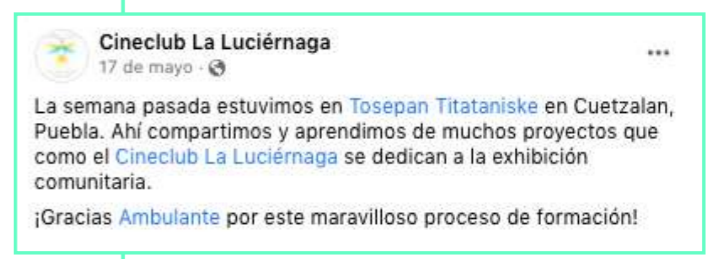 Cineclub La Luciérnaga
17 de mayo ·
La semana pasada estuvimos en Tosepan Titataniske en Cuetzalan,
Puebla. Ahí compartimos y aprendimos de muchos proyectos que
como el Cineclub La Luciérnaga se dedican a la exhibición
comunitaria.
¡Gracias Ambulante por este maravilloso proceso de formación!